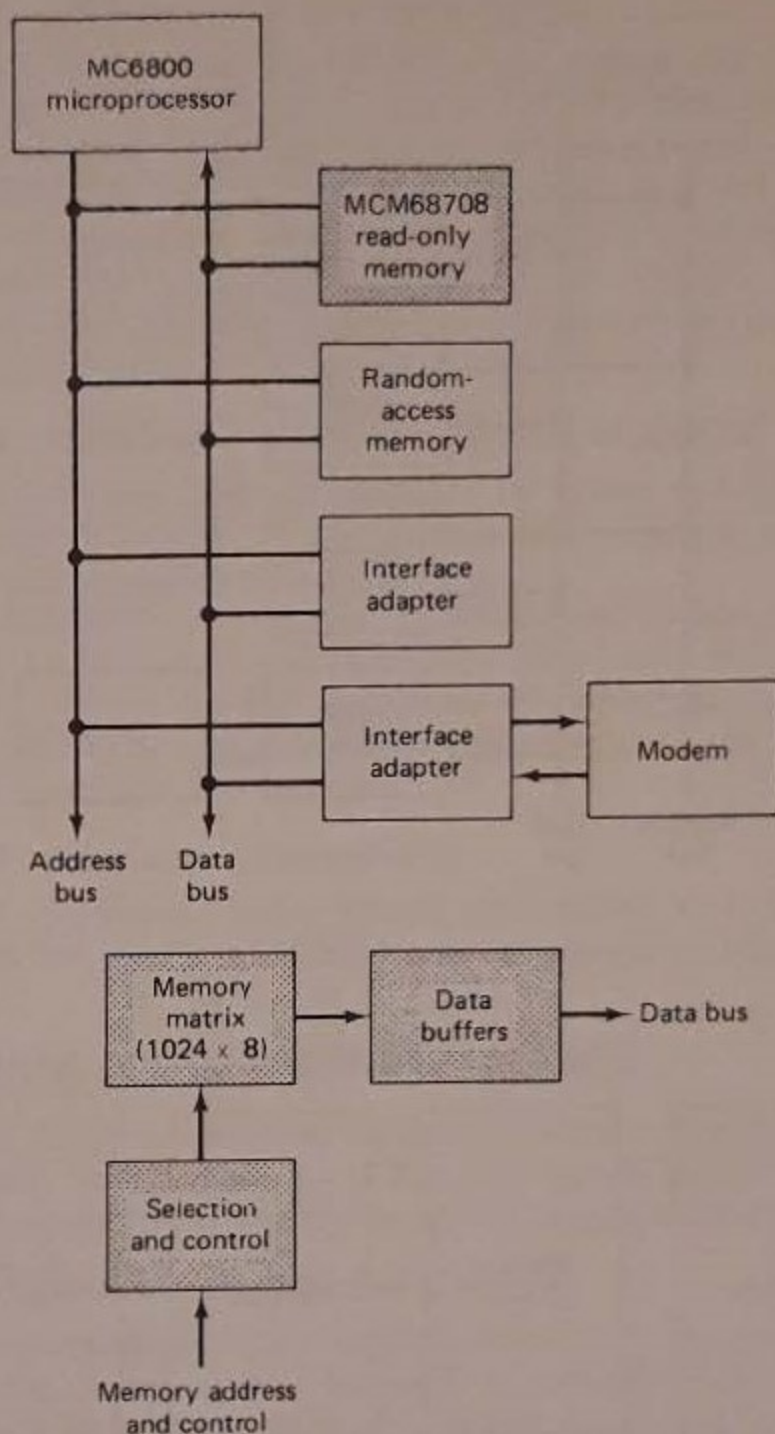 MC6800
microprocessor
MCM68708
read-only
memory
Random-
access
memory
Interface
adapter
Interface
adapter
Modem
Address
bus
Data
bus
Memory
matrix
(1024 × 8)
Data
buffers
Data bus
Selection
and control
Memory address
and control